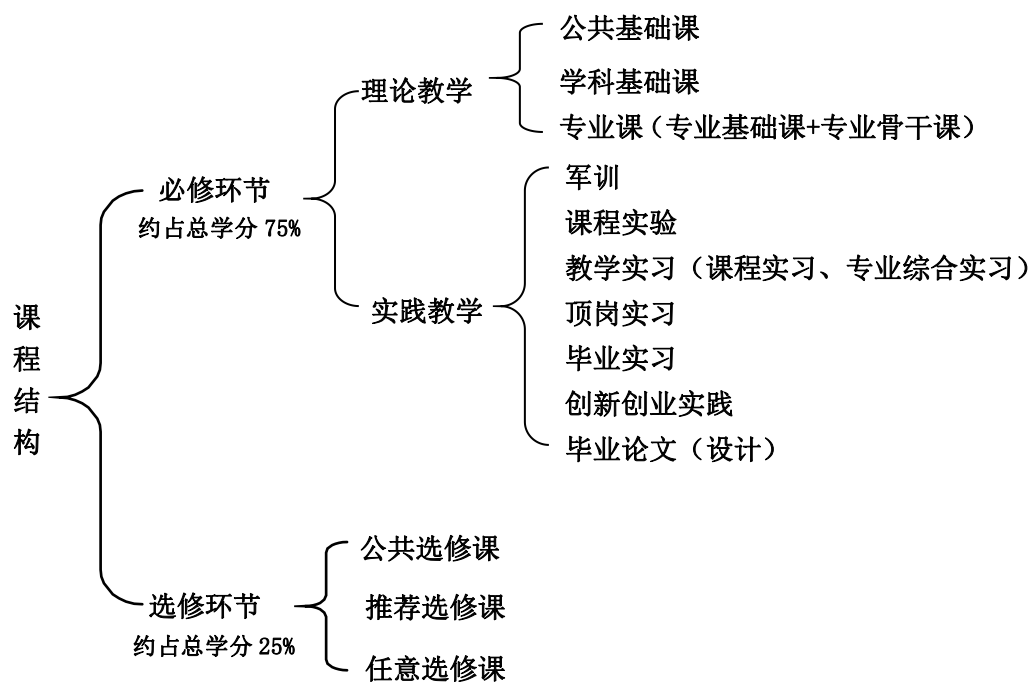 课程结构
必修环节
约占总学分 75%
理论教学
公共基础课
学科基础课
专业课（专业基础课+专业骨干课）
实践教学
军训
课程实验
教学实习（课程实习、专业综合实习）
顶岗实习
毕业实习
创新创业实践
毕业论文（设计）
选修环节
约占总学分 25%
公共选修课
推荐选修课
任意选修课